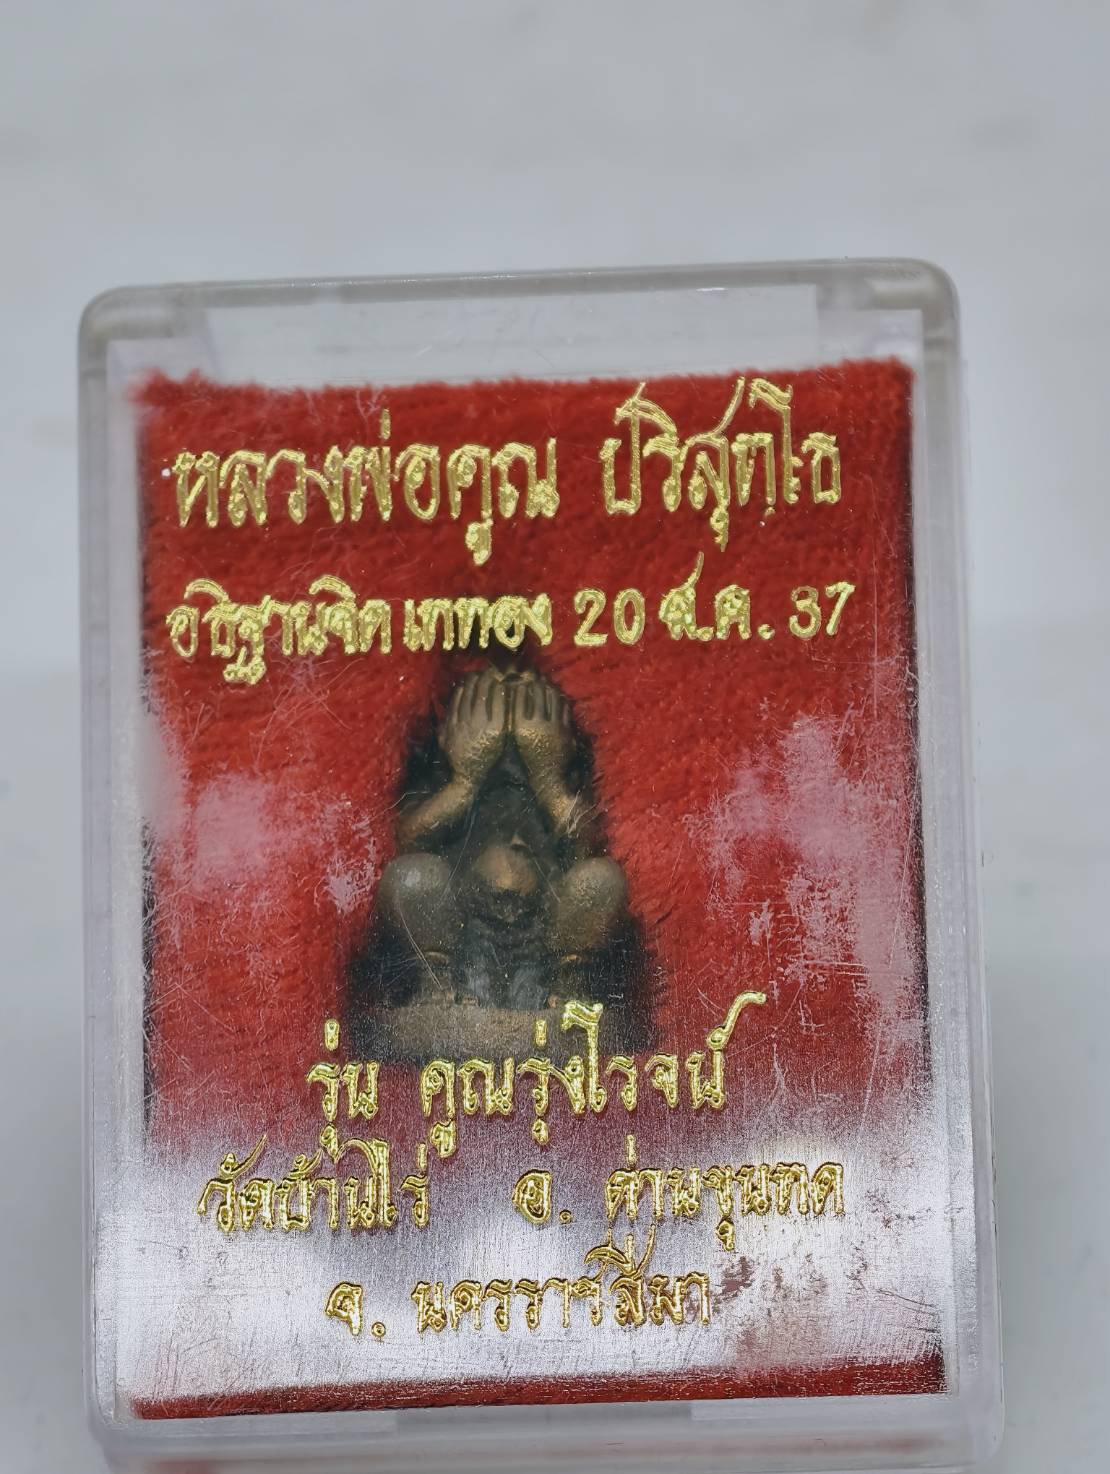 หลวงพ่อคูณ ปริสุทฺโธ
อธิฐานจิต เททอง 20 ส.ค. 37
รุ่น คูณรุ่งโรจน์
วัดบ้านไร่ อ. ด่านขุนทด
จ. นครราชสีมา